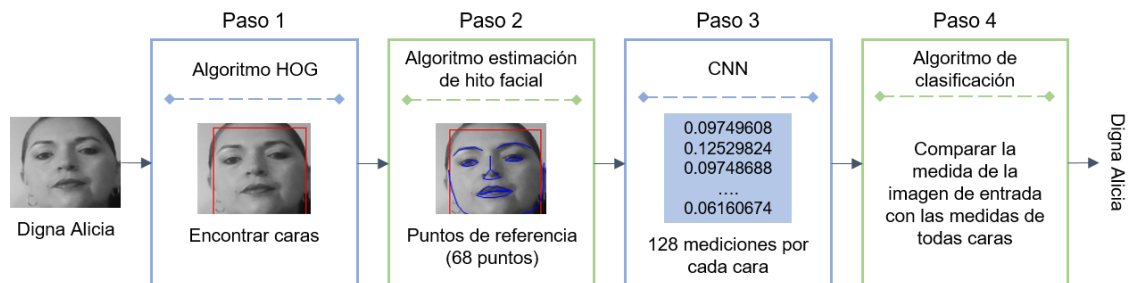 Paso 1
Paso 2
Paso 3
Paso 4
Digna Alicia
Algoritmo HOG
Encontrar caras
Algoritmo estimación
de hito facial
Puntos de referencia
(68 puntos)
CNN
0.09749608
0.12529824
0.09748688
....
0.06160674
128 mediciones por
cada cara
Algoritmo de
clasificación
Comparar la
medida de la
imagen de entrada
con las medidas de
todas caras
Digna Alicia